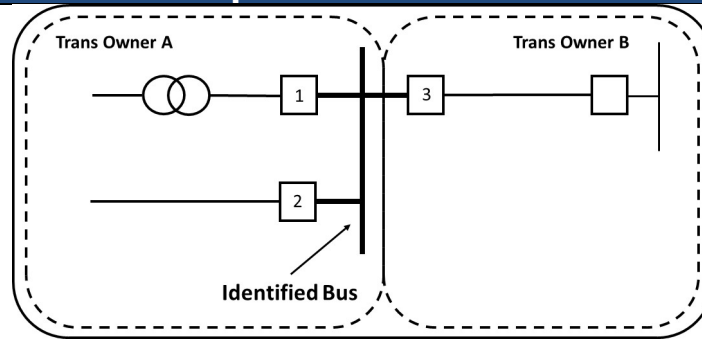 Trans Owner A
Trans Owner B
1
3
2
Identified Bus